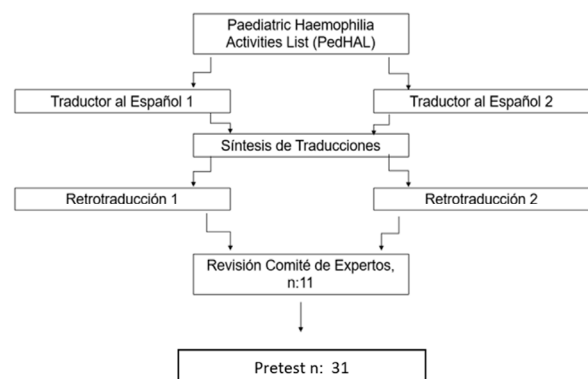 Paediatric Haemophilia
Activities List (PedHAL)
Traductor al Español 1
Traductor al Español 2
Síntesis de Traducciones
Retrotraducción 1
Retrotraducción 2
Revisión Comité de Expertos,
n:11
Pretest n: 31